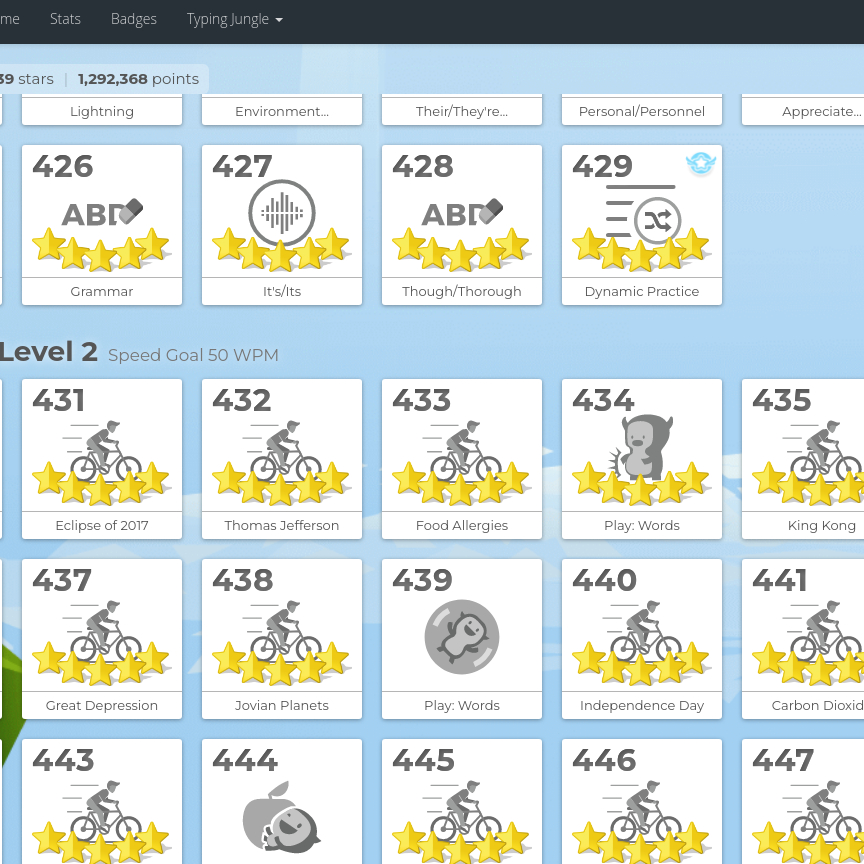 me Stats Badges Typing Jungle
39 stars | 1,292,368 points
Lightning Environment... Their/They're... Personal/Personnel Appreciate...
426 427 428 429
ABD ABD
Grammar It's/Its Though/Thorough Dynamic Practice
Level 2 Speed Goal 50 WPM
431 432 433 434 435
Eclipse of 2017 Thomas Jefferson Food Allergies Play: Words King Kong
437 438 439 440 441
Great Depression Jovian Planets Play: Words Independence Day Carbon Dioxid
443 444 445 446 447